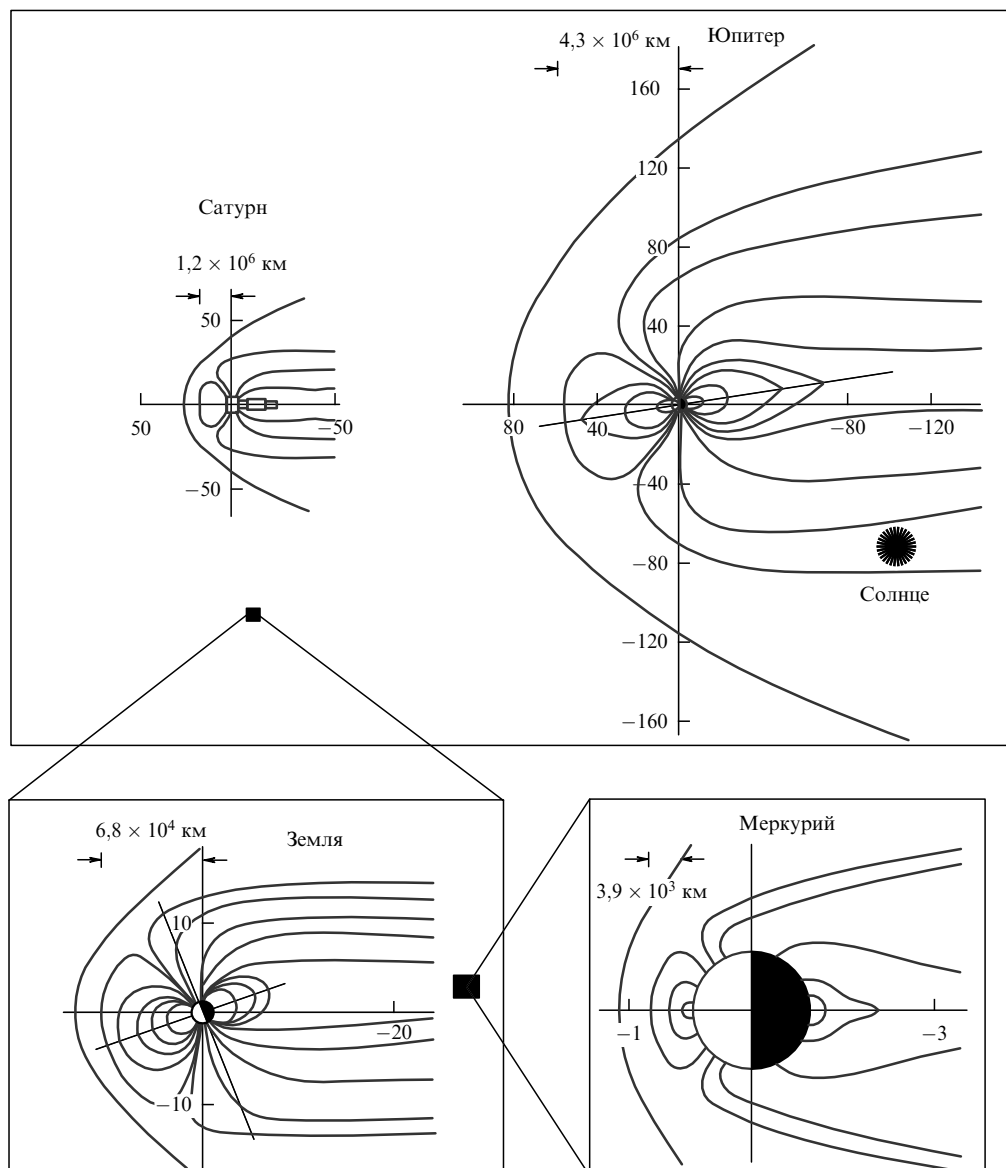 4,3 × 10⁶ км
Юпитер
160
120
Сатурн
80
1,2 × 10⁶ км
50
40
50
−50
80
40
−80
−120
−50
−40
−80
Солнце
−120
−160
6,8 × 10⁴ км
Земля
10
−20
−10
Меркурий
3,9 × 10³ км
−1
−3